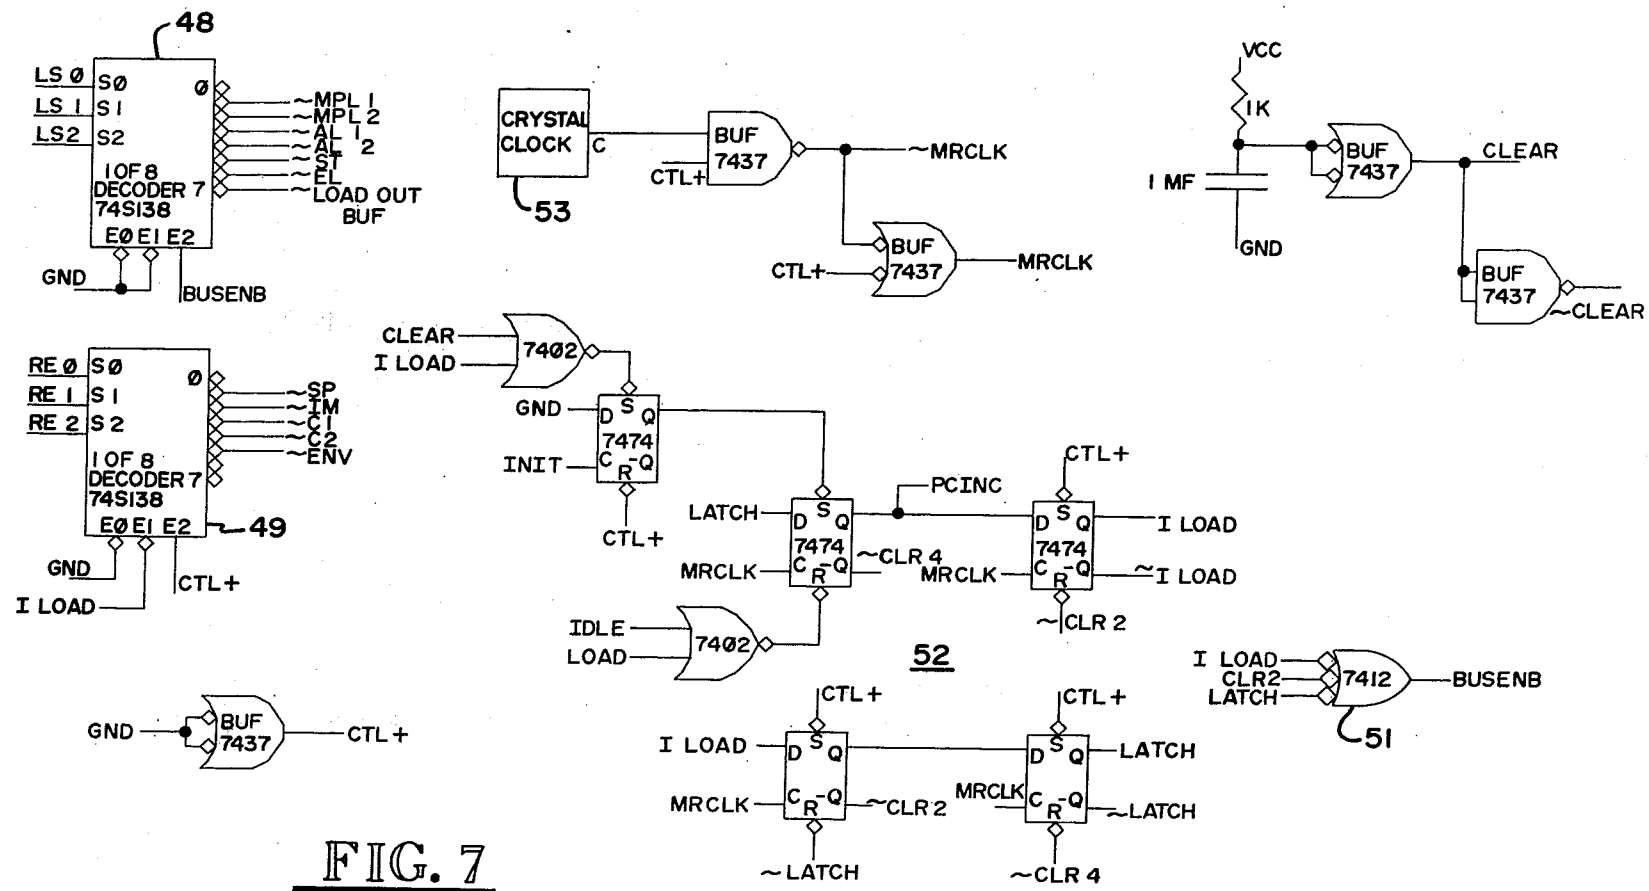 48
LS 0
LS 1
LS2
S0
S1
S2
0
1 OF 8
DECODER 7
74S138
E0 E1 E2
~MPL 1
~MPL 2
~AL 1
~AL 2
~ST
~EL
~LOAD OUT
BUF
GND
BUSENB
CRYSTAL
CLOCK
C
53
CTL+
BUF
7437
~MRCLK
CTL+
BUF
7437
MRCLK
VCC
1K
1 MF
GND
BUF
7437
CLEAR
BUF
7437
~CLEAR
RE 0
RE 1
RE 2
S0
S1
S2
0
1 OF 8
DECODER 7
74S138
E0 E1 E2
~SP
~IM
~C1
~C2
~ENV
49
GND
I LOAD
CTL+
CLEAR
I LOAD
7402
GND
INIT
D S Q
7474
C R -Q
CTL+
LATCH
MRCLK
D S Q
7474
C R -Q
PCINC
~CLR 4
IDLE
LOAD
7402
CTL+
MRCLK
D S Q
7474
C R -Q
I LOAD
~I LOAD
~CLR 2
52
I LOAD
CLR2
LATCH
7412
BUSENB
51
GND
BUF
7437
CTL+
CTL+
I LOAD
MRCLK
D S Q
C R -Q
~CLR 2
~LATCH
CTL+
MRCLK
D S Q
C R -Q
LATCH
~LATCH
~CLR 4
FIG. 7